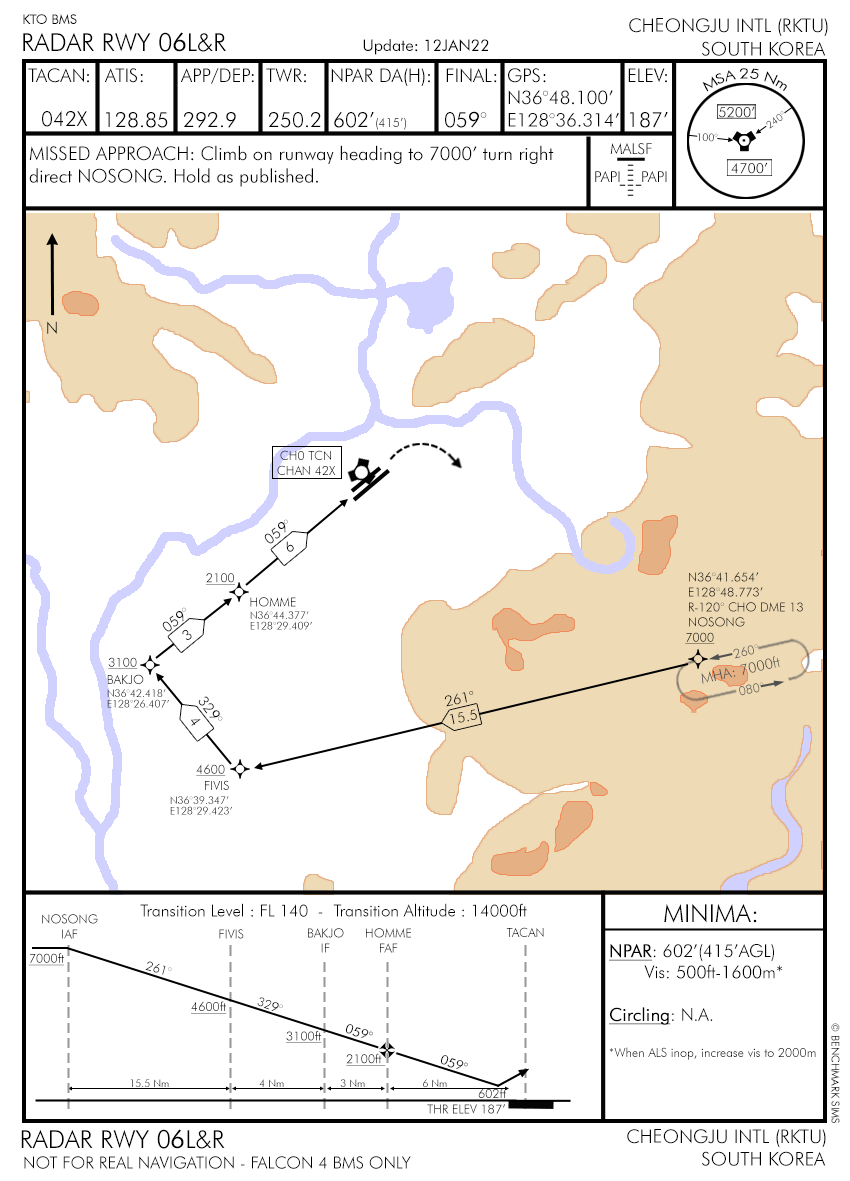 KTO BMS
RADAR RWY 06L&R
Update: 12JAN22
CHEONGJU INTL (RKTU)
SOUTH KOREA
TACAN:
042X
ATIS:
128.85
APP/DEP:
292.9
TWR:
250.2
NPAR DA(H):
602'(415')
FINAL:
059°
GPS:
N36°48.100'
E128°36.314'
ELEV:
187'
MSA 25 Nm
5200'
100°
240°
4700'
MISSED APPROACH: Climb on runway heading to 7000' turn right
direct NOSONG. Hold as published.
MALSF
PAPI PAPI
N
CH0 TCN
CHAN 42X
059°
6
2100
HOMME
N36°44.377'
E128°29.409'
059°
3
3100
BAKJO
N36°42.418'
E128°26.407'
329°
4
4600
FIVIS
N36°39.347'
E128°29.423'
261°
15.5
N36°41.654'
E128°48.773'
R-120° CHO DME 13
NOSONG
7000
260°
MHA: 7000ft
080
Transition Level : FL 140 - Transition Altitude : 14000ft
NOSONG
IAF
FIVIS
BAKJO
IF
HOMME
FAF
TACAN
7000ft
261°
4600ft
329°
3100ft
059°
2100ft
059°
15.5 Nm
4 Nm
3 Nm
6 Nm
602ft
THR ELEV 187'
MINIMA:
NPAR: 602'(415'AGL)
Vis: 500ft-1600m*
Circling: N.A.
*When ALS inop, increase vis to 2000m
© BENCHMARK SIMS
RADAR RWY 06L&R
NOT FOR REAL NAVIGATION - FALCON 4 BMS ONLY
CHEONGJU INTL (RKTU)
SOUTH KOREA